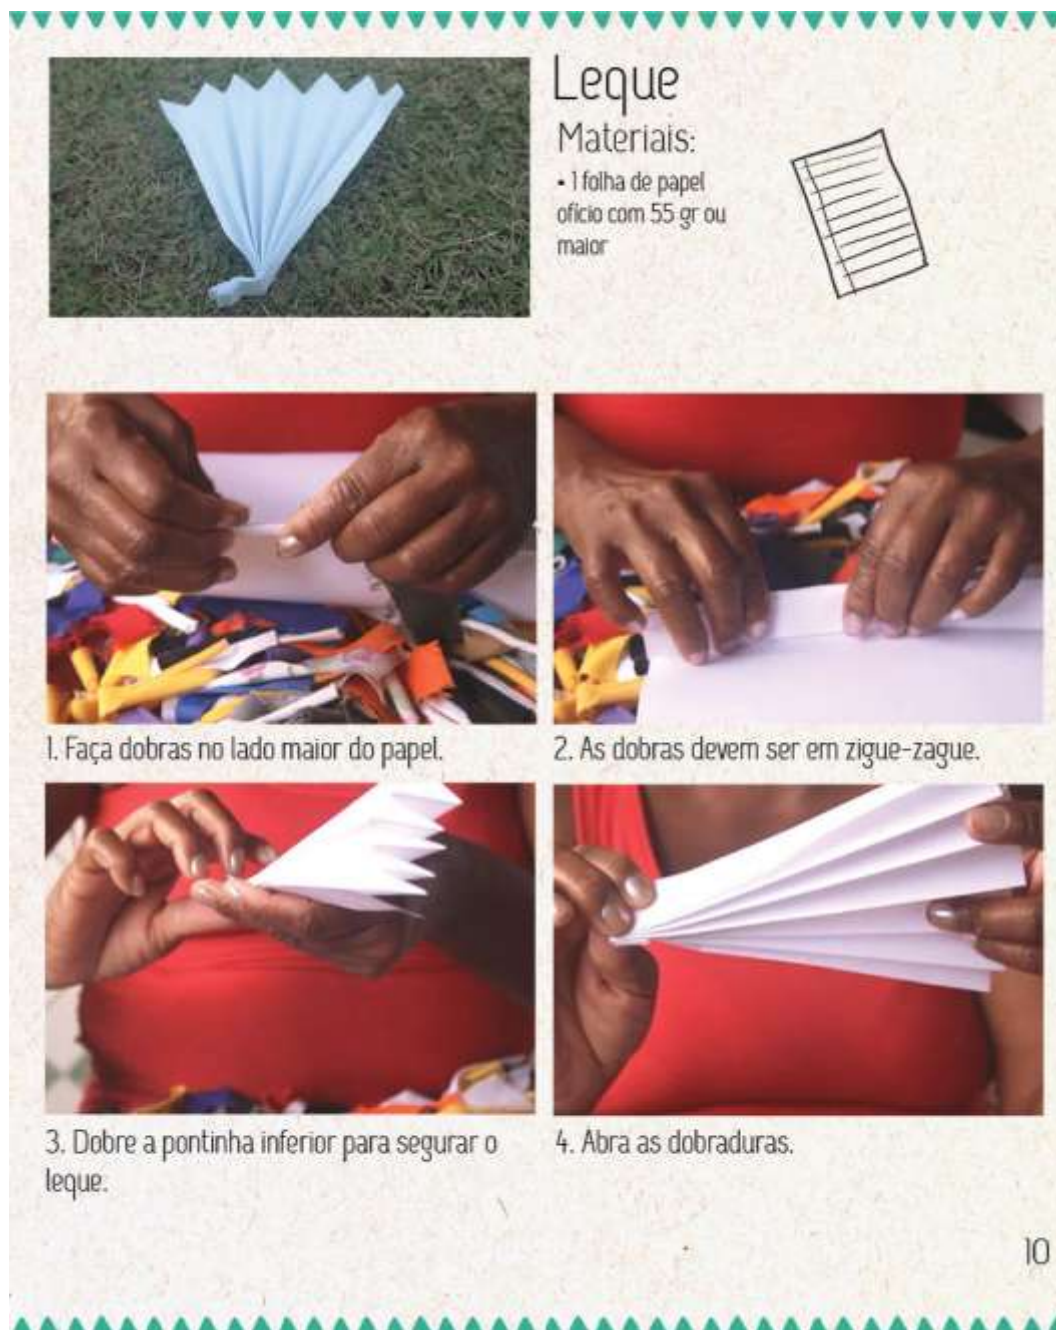 Leque
Materiais:
• 1 folha de papel
ofício com 55 gr ou
maior
1. Faça dobras no lado maior do papel.
2. As dobras devem ser em zigue-zague.
3. Dobre a pontinha inferior para segurar o
leque.
4. Abra as dobraduras.
10